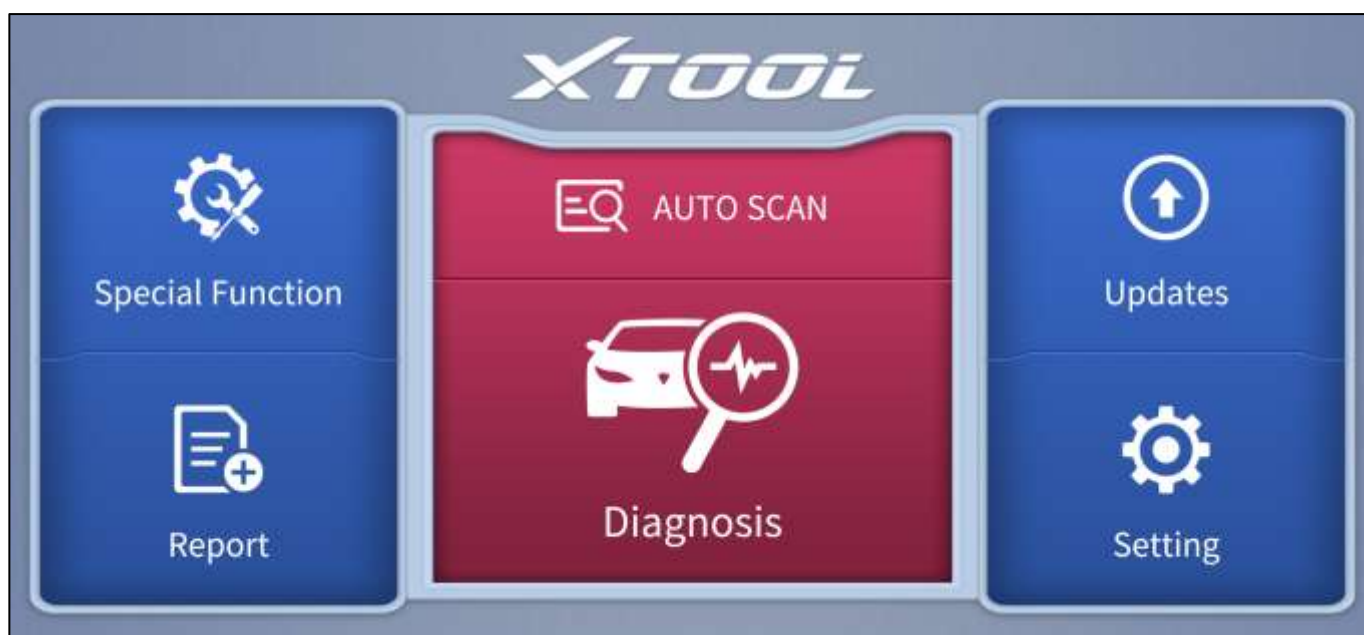 XTOOL
AUTO SCAN
Special Function
Updates
Diagnosis
Report
Setting